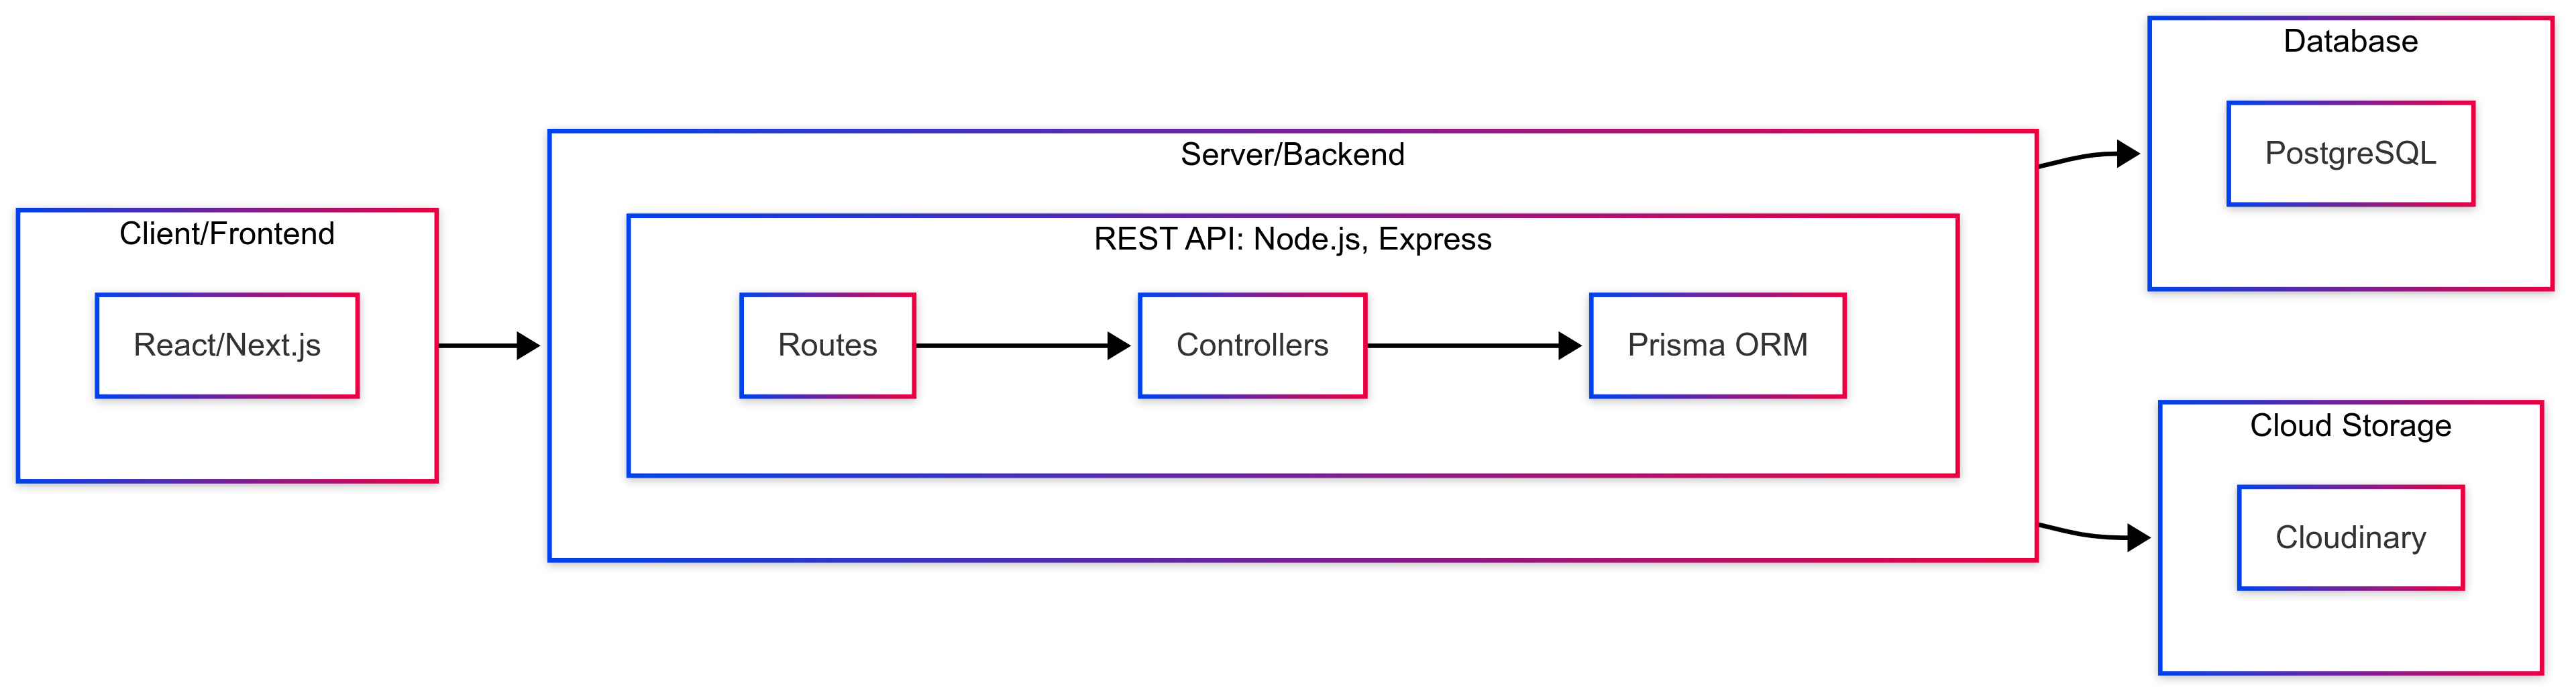 Client/Frontend
React/Next.js
Server/Backend
REST API: Node.js, Express
Routes
Controllers
Prisma ORM
Database
PostgreSQL
Cloud Storage
Cloudinary